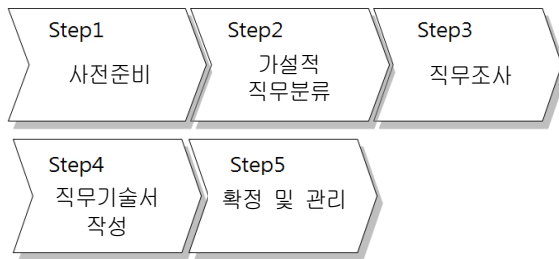 Step1
사전준비
Step2
가설적
직무분류
Step3
직무조사
Step4
직무기술서
작성
Step5
확정 및 관리